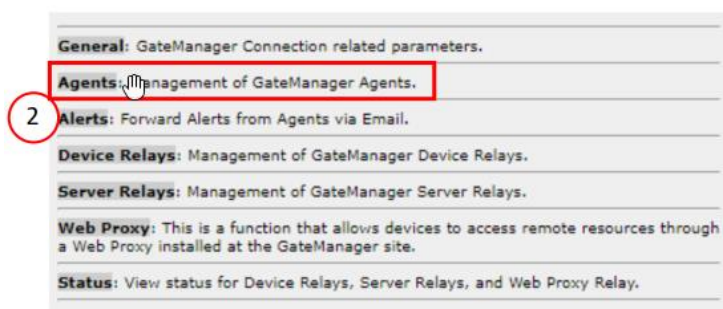 General: GateManager Connection related parameters.
Agents: Management of GateManager Agents.
2
Alerts: Forward Alerts from Agents via Email.
Device Relays: Management of GateManager Device Relays.
Server Relays: Management of GateManager Server Relays.
Web Proxy: This is a function that allows devices to access remote resources through
a Web Proxy installed at the GateManager site.
Status: View status for Device Relays, Server Relays, and Web Proxy Relay.